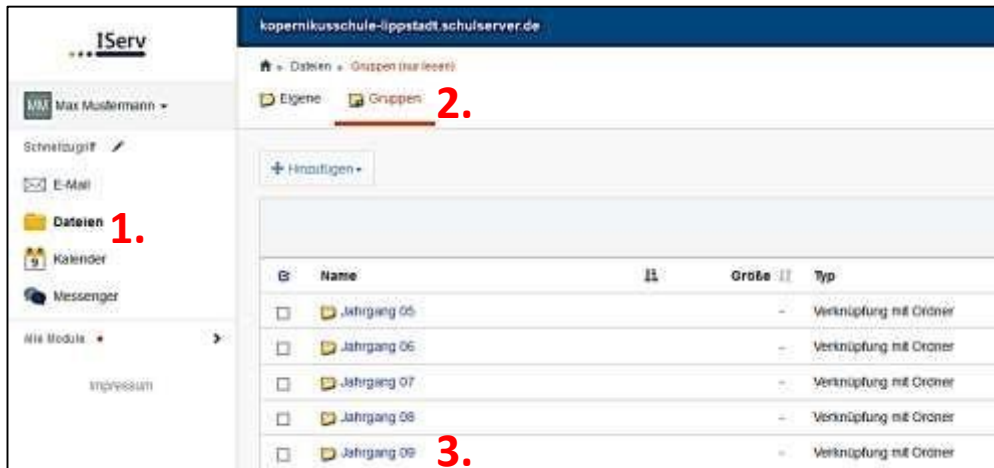 IServ
kopernikusschule-lippstadt.schulserver.de
Dateien » Gruppen (nur lesen)
MM Max Mustermann
Eigene Gruppen 2.
Schnellzugriff
Hinzufügen
E-Mail
Dateien 1.
9 Kalender
Messenger
Alle Module
Impressum
Name Größe Typ
Jahrgang 05 - Verknüpfung mit Ordner
Jahrgang 06 - Verknüpfung mit Ordner
Jahrgang 07 - Verknüpfung mit Ordner
Jahrgang 08 - Verknüpfung mit Ordner
Jahrgang 09 3. - Verknüpfung mit Ordner